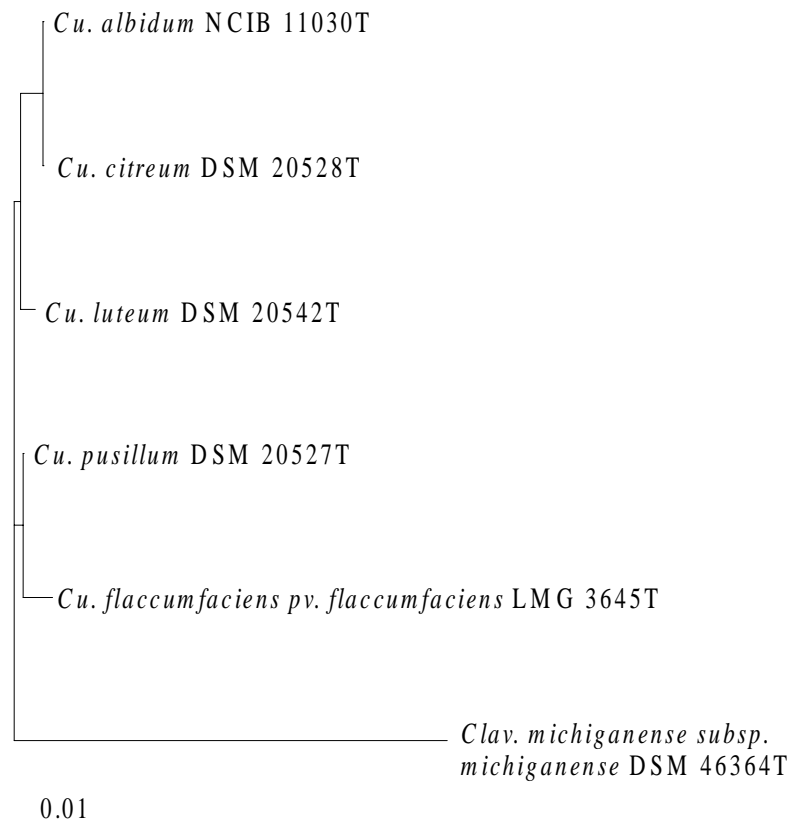 Cu. albidum NCIB 11030T
Cu. citreum DSM 20528T
Cu. luteum DSM 20542T
Cu. pusillum DSM 20527T
Cu. flaccumfaciens pv. flaccumfaciens LMG 3645T
Clav. michiganense subsp.
michiganense DSM 46364T
0.01